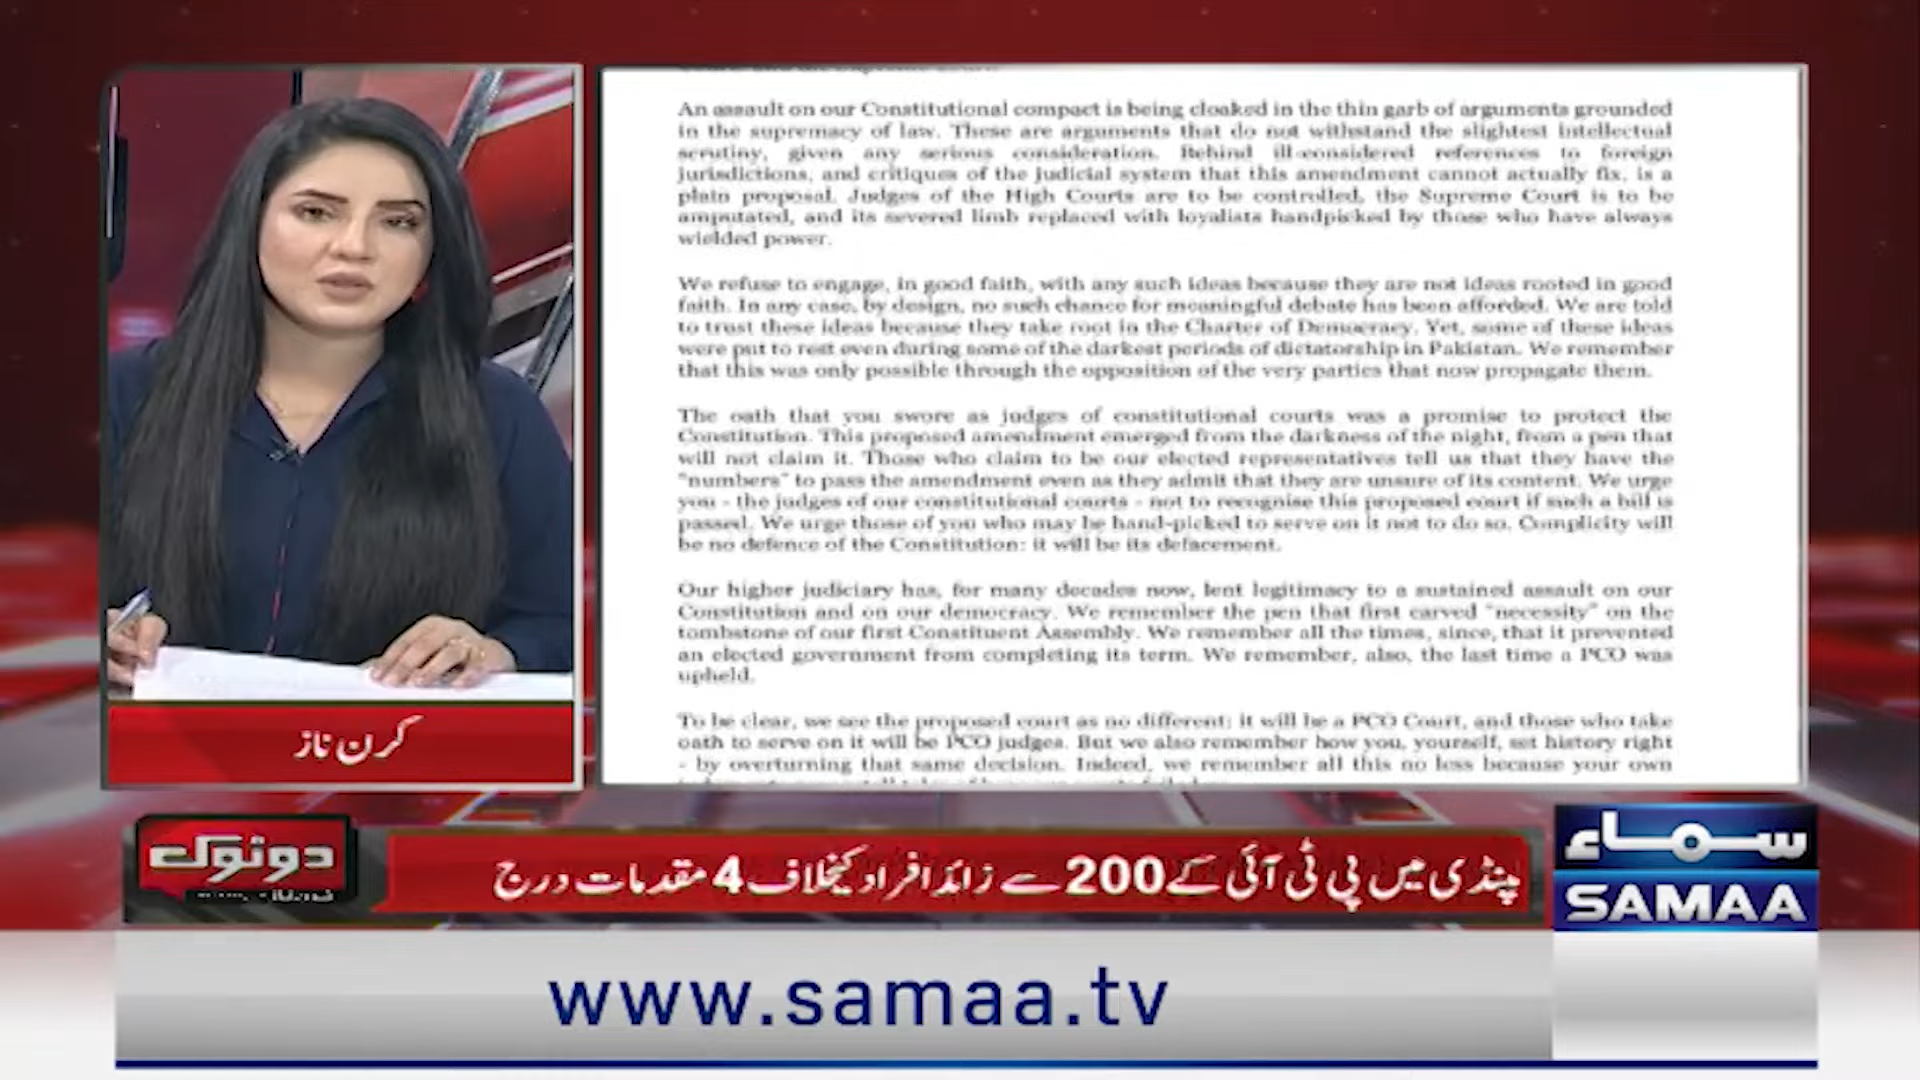 An assault on our Constitutional compact is being cloaked in the thin garb of arguments grounded
in the supremacy of law. These are arguments that do not withstand the slightest intellectual
scrutiny, given any serious consideration. Behind ill-considered references to foreign
jurisdictions, and critiques of the judicial system that this amendment cannot actually fix, is a
plain proposal. Judges of the High Courts are to be controlled, the Supreme Court is to be
amputated, and its severed limb replaced with loyalists handpicked by those who have always
wielded power.
We refuse to engage, in good faith, with any such ideas because they are not ideas rooted in good
faith. In any case, by design, no such chance for meaningful debate has been afforded. We are told
to trust these ideas because they take root in the Charter of Democracy. Yet, some of these ideas
were put to rest even during some of the darkest periods of dictatorship in Pakistan. We remember
that this was only possible through the opposition of the very parties that now propagate them.
The oath that you swore as judges of constitutional courts was a promise to protect the
Constitution. This proposed amendment emerged from the darkness of the night, from a pen that
will not claim it. Those who claim to be our elected representatives tell us that they have the
"numbers" to pass the amendment even as they admit that they are unsure of its content. We urge
you - the judges of our constitutional courts - not to recognise this proposed court if such a bill is
passed. We urge those of you who may be hand-picked to serve on it not to do so. Complicity will
be no defence of the Constitution: it will be its defacement.
Our higher judiciary has, for many decades now, lent legitimacy to a sustained assault on our
Constitution and on our democracy. We remember the pen that first carved "necessity" on the
tombstone of our first Constituent Assembly. We remember all the times, since, that it prevented
an elected government from completing its term. We remember, also, the last time a PCO was
upheld.
To be clear, we see the proposed court as no different: it will be a PCO Court, and those who take
oath to serve on it will be PCO judges. But we also remember how you, yourself, set history right
- by overturning that same decision. Indeed, we remember all this no less because your own
کرن ناز
دو ٹوک
پنڈی میں پی ٹی آئی کے 200 سے زائد افراد کیخلاف 4 مقدمات درج
سماء
SAMAA
www.samaa.tv